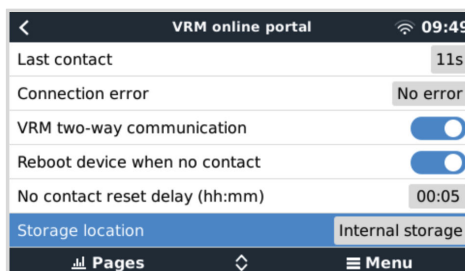 VRM online portal 09:49
Last contact 11s
Connection error No error
VRM two-way communication
Reboot device when no contact
No contact reset delay (hh:mm) 00:05
Storage location Internal storage
Pages Menu